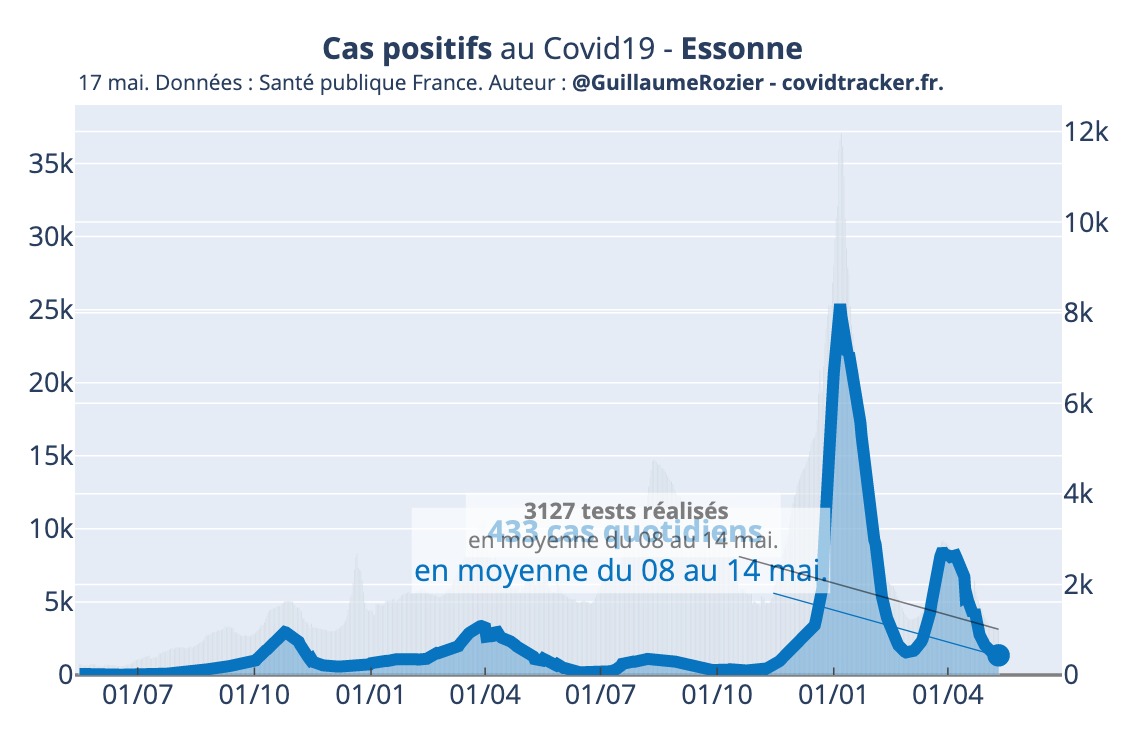 Cas positifs au Covid19 - Essonne
17 mai. Données : Santé publique France. Auteur : @GuillaumeRozier - covidtracker.fr.
12k
35k
10k
30k
25k
8k
20k
6k
15k
4k
3127 tests réalisés
10k
433 cas quotidiens
en moyenne du 08 au 14 mai.
en moyenne du 08 au 14 mai.
2k
5k
0
0
01/07 01/10 01/01 01/04 01/07 01/10 01/01 01/04